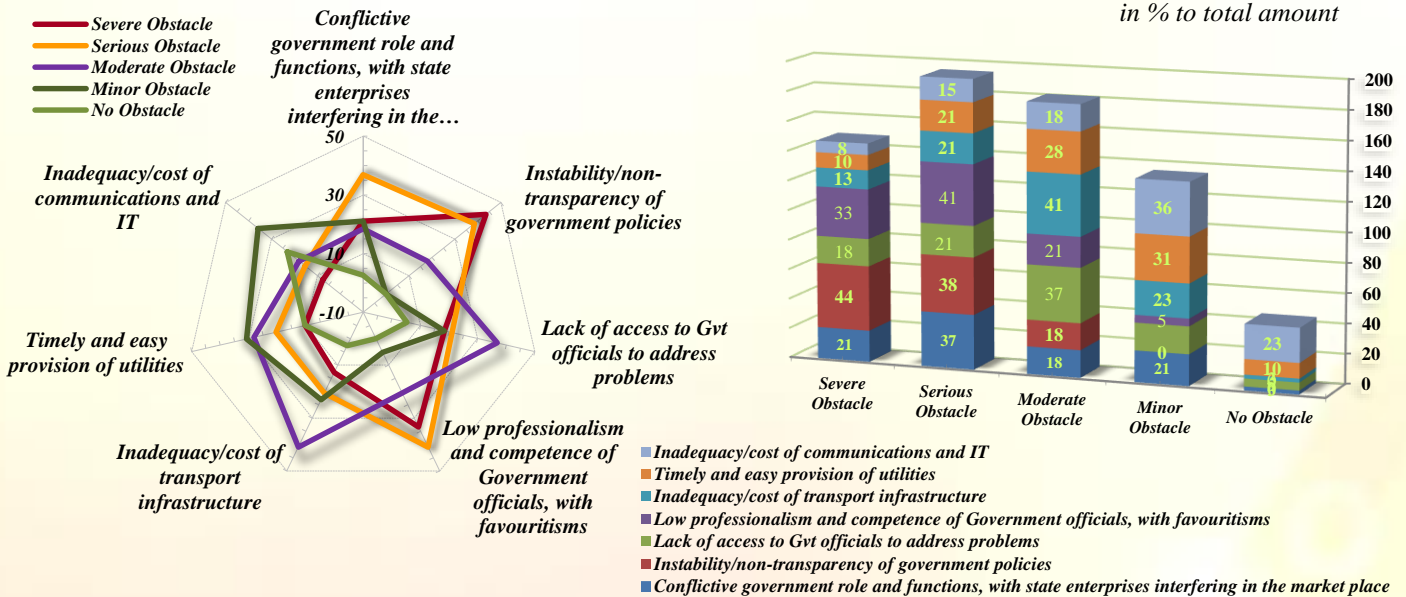 Severe Obstacle
Serious Obstacle
Moderate Obstacle
Minor Obstacle
No Obstacle
Conflictive
government role and
functions, with state
enterprises
interfering in the…
50
30
10
-10
Instability/non-
transparency of
government policies
Lack of access to Gvt
officials to address
problems
Low professionalism
and competence of
Government
officials, with
favouritisms
Inadequacy/cost of
transport
infrastructure
Timely and easy
provision of utilities
Inadequacy/cost of
communications and
IT
in % to total amount
8
10
13
33
18
44
21
15
21
21
41
21
38
37
18
28
41
21
37
18
18
36
31
23
5
0
21
23
10
200
180
160
140
120
100
80
60
40
20
0
Severe
Obstacle
Serious
Obstacle
Moderate
Obstacle
Minor
Obstacle
No Obstacle
Inadequacy/cost of communications and IT
Timely and easy provision of utilities
Inadequacy/cost of transport infrastructure
Low professionalism and competence of Government officials, with favouritisms
Lack of access to Gvt officials to address problems
Instability/non-transparency of government policies
Conflictive government role and functions, with state enterprises interfering in the market place